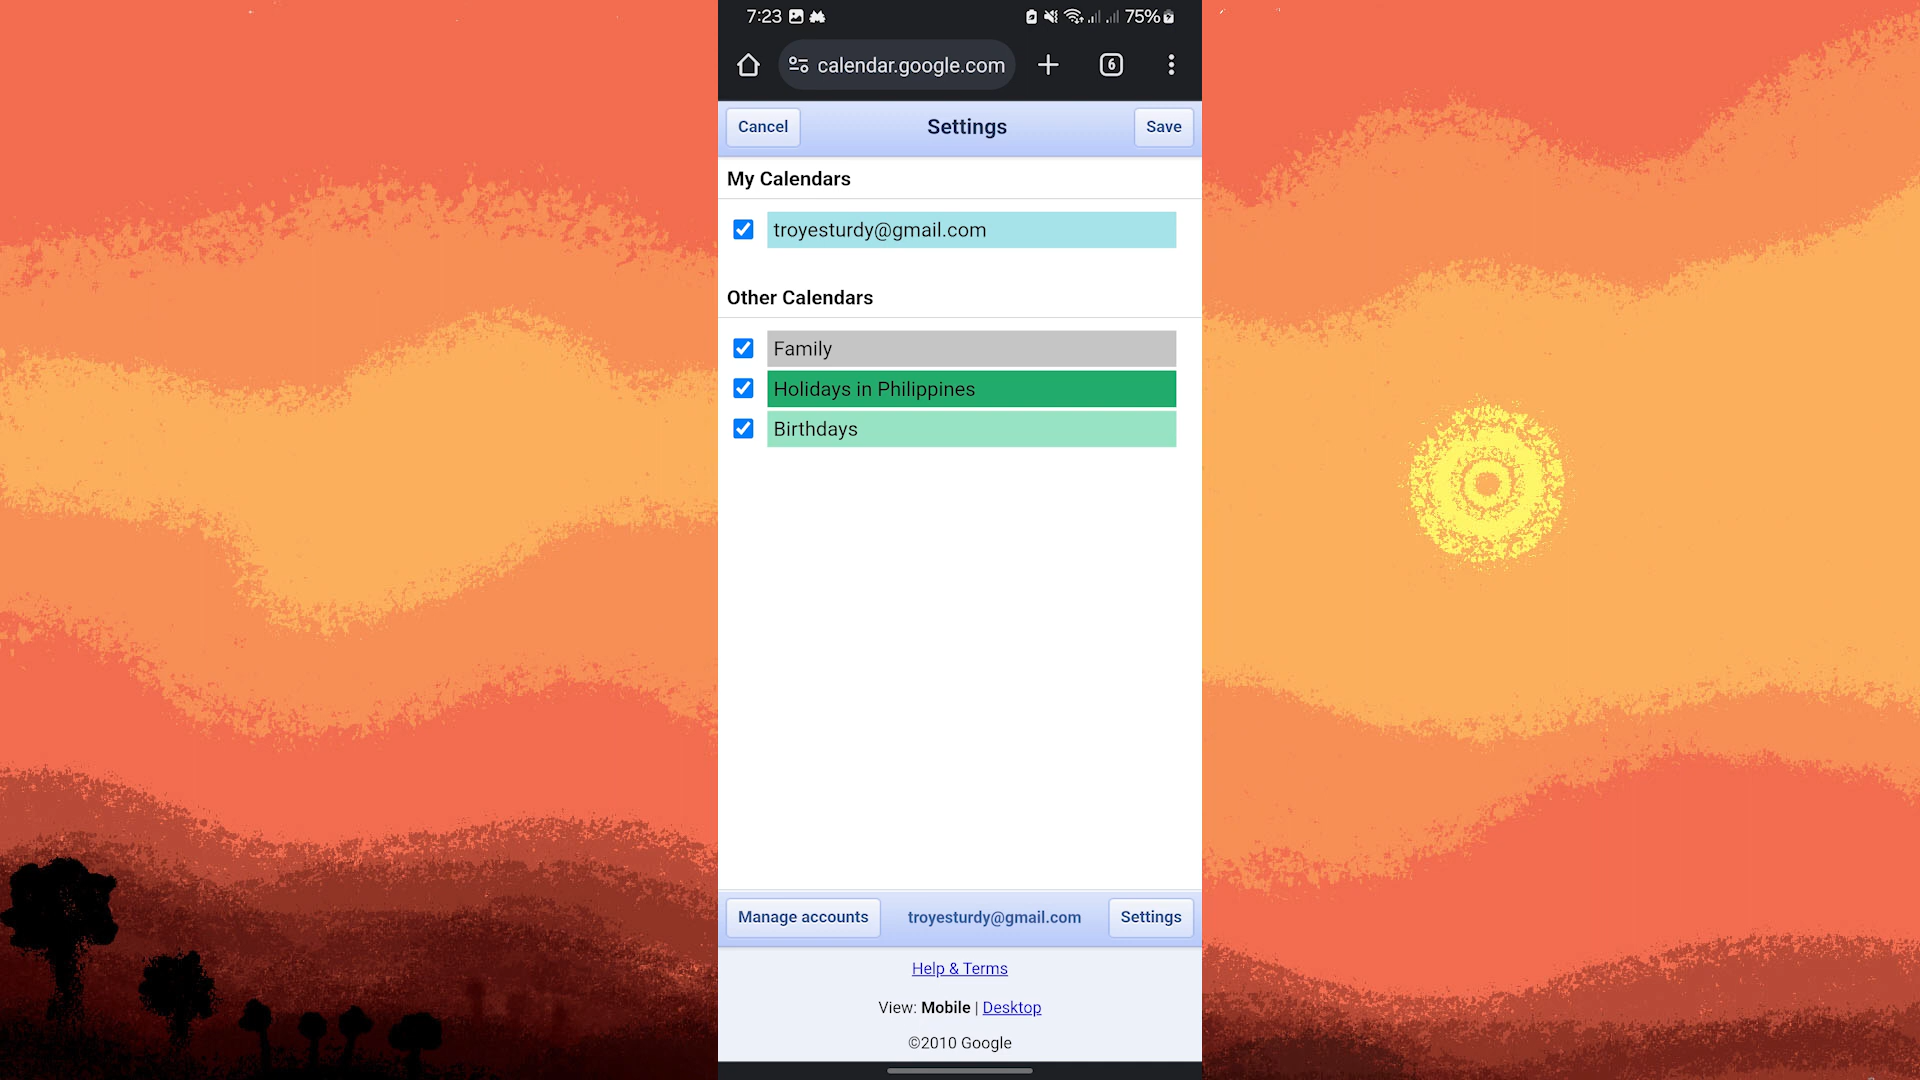 7:23 75%
calendar.google.com 6
Cancel Settings Save
My Calendars
troyesturdy@gmail.com
Other Calendars
Family
Holidays in Philippines
Birthdays
Manage accounts troyesturdy@gmail.com Settings
Help & Terms
View: Mobile | Desktop
©2010 Google